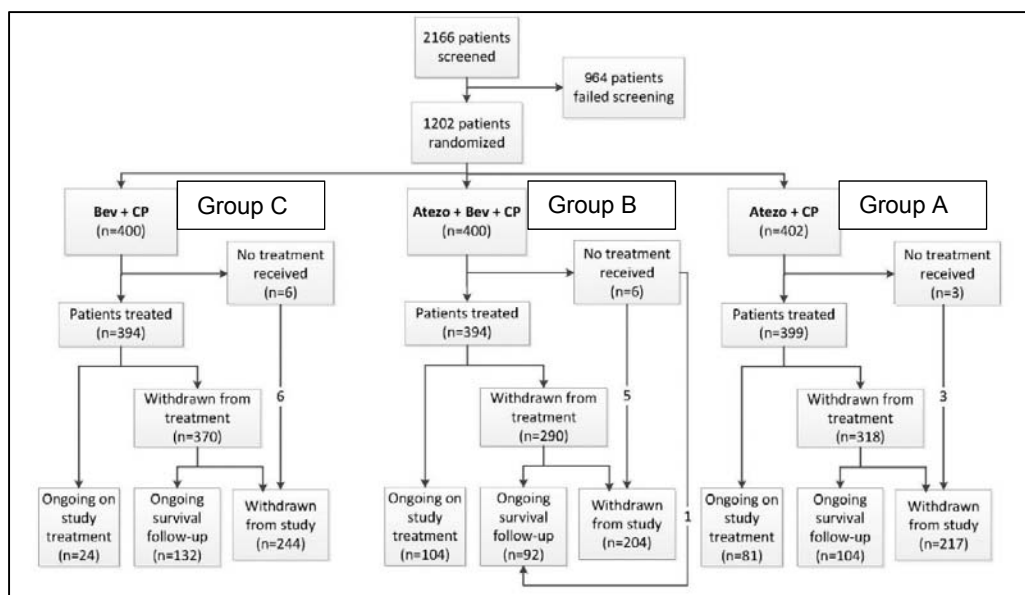 2166 patients
screened
964 patients
failed screening
1202 patients
randomized
Bev + CP
(n=400)
Group C
Atezo + Bev + CP
(n=400)
Group B
Atezo + CP
(n=402)
Group A
No treatment
received
(n=6)
No treatment
received
(n=6)
No treatment
received
(n=3)
Patients treated
(n=394)
Patients treated
(n=394)
Patients treated
(n=399)
Withdrawn from
treatment
(n=370)
6
Withdrawn from
treatment
(n=290)
5
Withdrawn from
treatment
(n=318)
3
Ongoing on
study
treatment
(n=24)
Ongoing
survival
follow-up
(n=132)
Withdrawn
from study
(n=244)
Ongoing on
study
treatment
(n=104)
Ongoing
survival
follow-up
(n=92)
Withdrawn
from study
(n=204)
1
Ongoing on
study
treatment
(n=81)
Ongoing
survival
follow-up
(n=104)
Withdrawn
from study
(n=217)